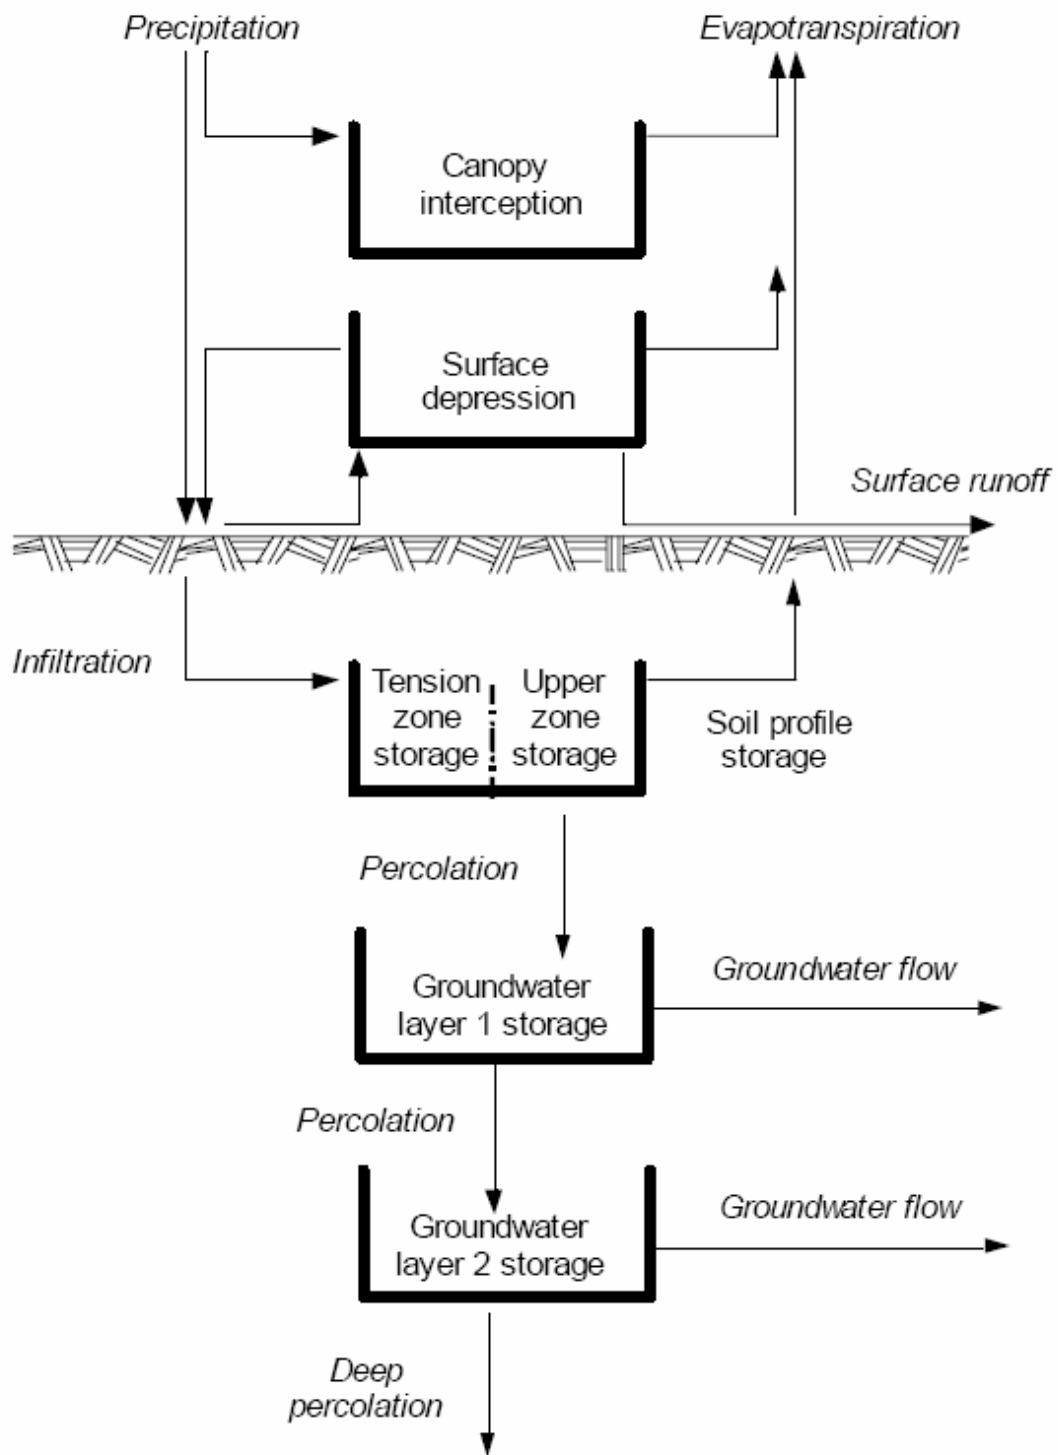 Precipitation
Evapotranspiration
Canopy
interception
Surface
depression
Surface runoff
Infiltration
Tension
zone
storage
Upper
zone
storage
Soil profile
storage
Percolation
Groundwater
layer 1 storage
Groundwater flow
Percolation
Groundwater
layer 2 storage
Groundwater flow
Deep
percolation